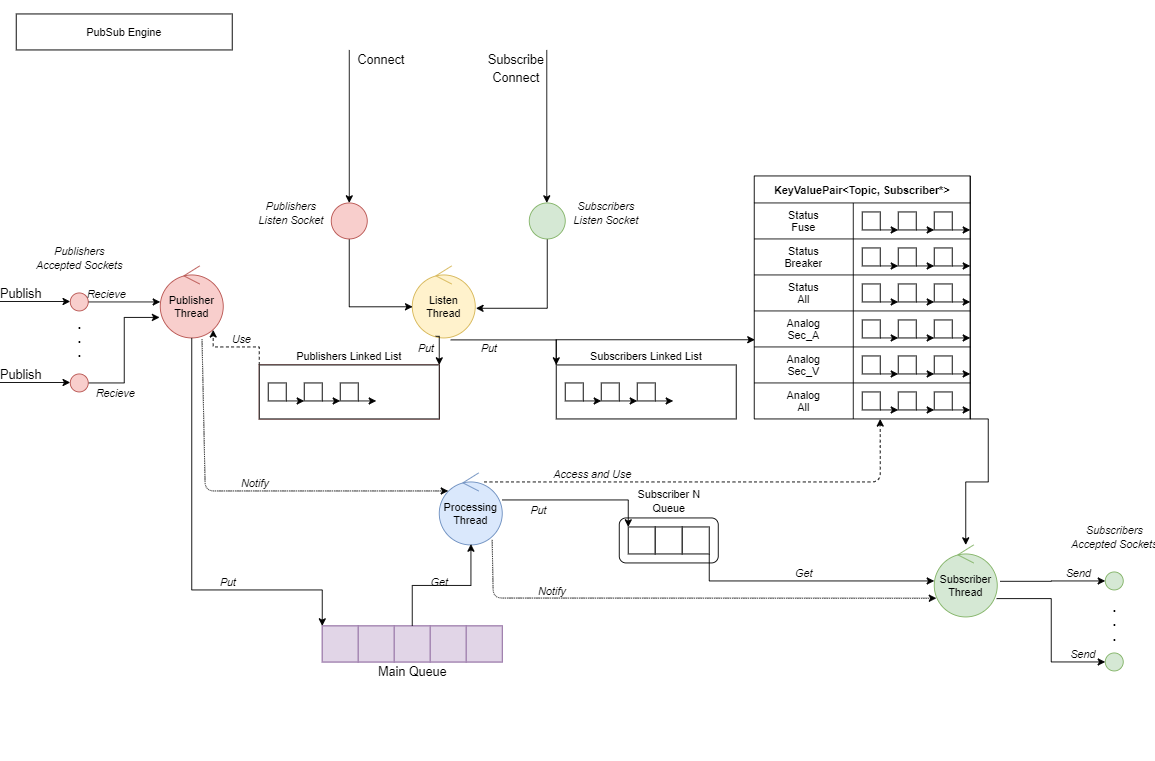 PubSub Engine
Connect
Subscribe
Connect
Publishers
Listen Socket
Subscribers
Listen Socket
KeyValuePair<Topic, Subscriber*>
Status
Fuse
Status
Breaker
Status
All
Analog
Sec_A
Analog
Sec_V
Analog
All
Publishers
Accepted Sockets
Publish
Recieve
Publisher
Thread
Listen
Thread
Use
Put
Put
Publishers Linked List
Subscribers Linked List
Publish
Recieve
Notify
Access and Use
Processing
Thread
Put
Subscriber N
Queue
Subscribers
Accepted Sockets
Put
Get
Get
Notify
Subscriber
Thread
Send
Send
Main Queue